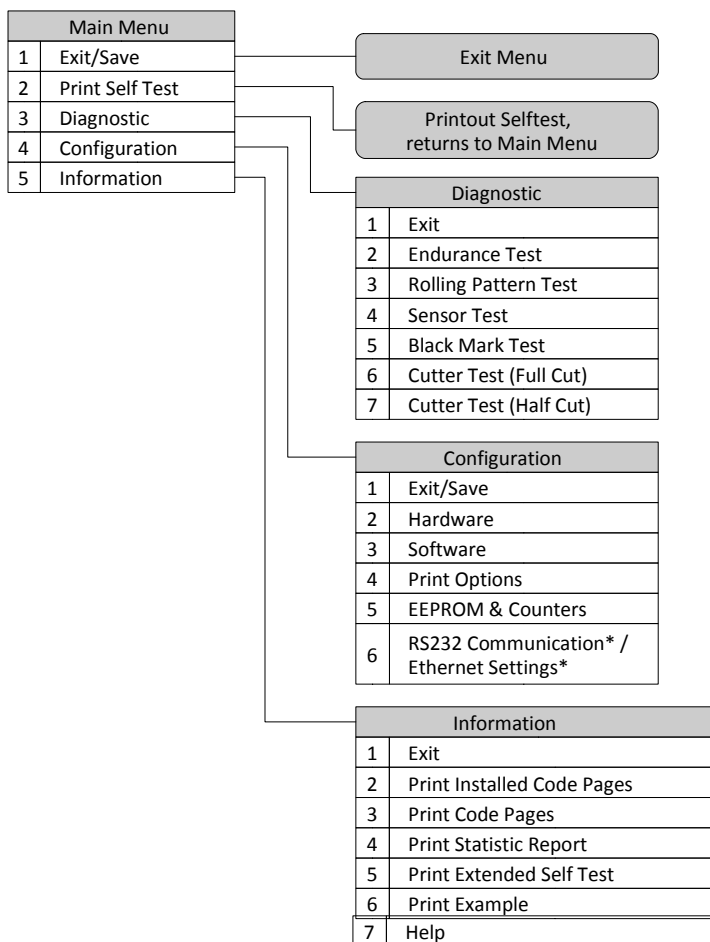 Main Menu
1 Exit/Save
2 Print Self Test
3 Diagnostic
4 Configuration
5 Information
Exit Menu
Printout Selftest,
returns to Main Menu
Diagnostic
1 Exit
2 Endurance Test
3 Rolling Pattern Test
4 Sensor Test
5 Black Mark Test
6 Cutter Test (Full Cut)
7 Cutter Test (Half Cut)
Configuration
1 Exit/Save
2 Hardware
3 Software
4 Print Options
5 EEPROM & Counters
6 RS232 Communication* /
Ethernet Settings*
Information
1 Exit
2 Print Installed Code Pages
3 Print Code Pages
4 Print Statistic Report
5 Print Extended Self Test
6 Print Example
7 Help